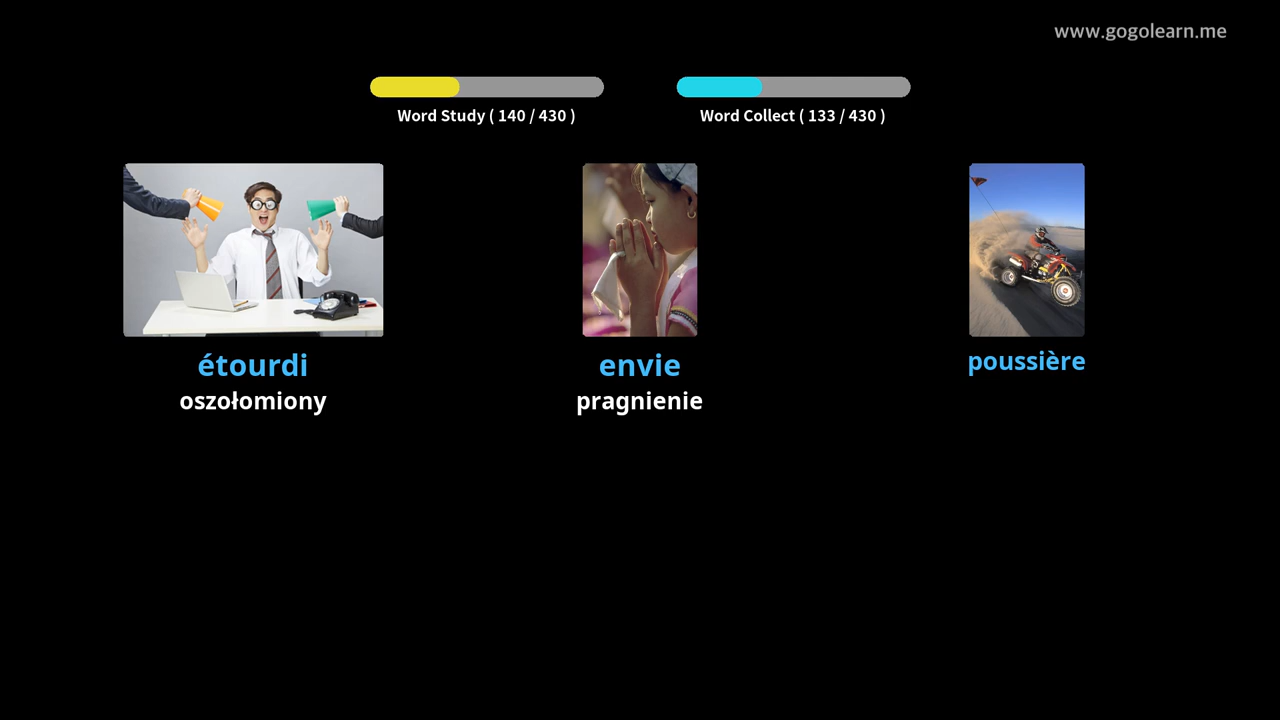 www.gogolearn.me
Word Study ( 140 / 430 )
Word Collect ( 133 / 430 )
étourdi
envie
poussière
oszołomiony
pragnienie